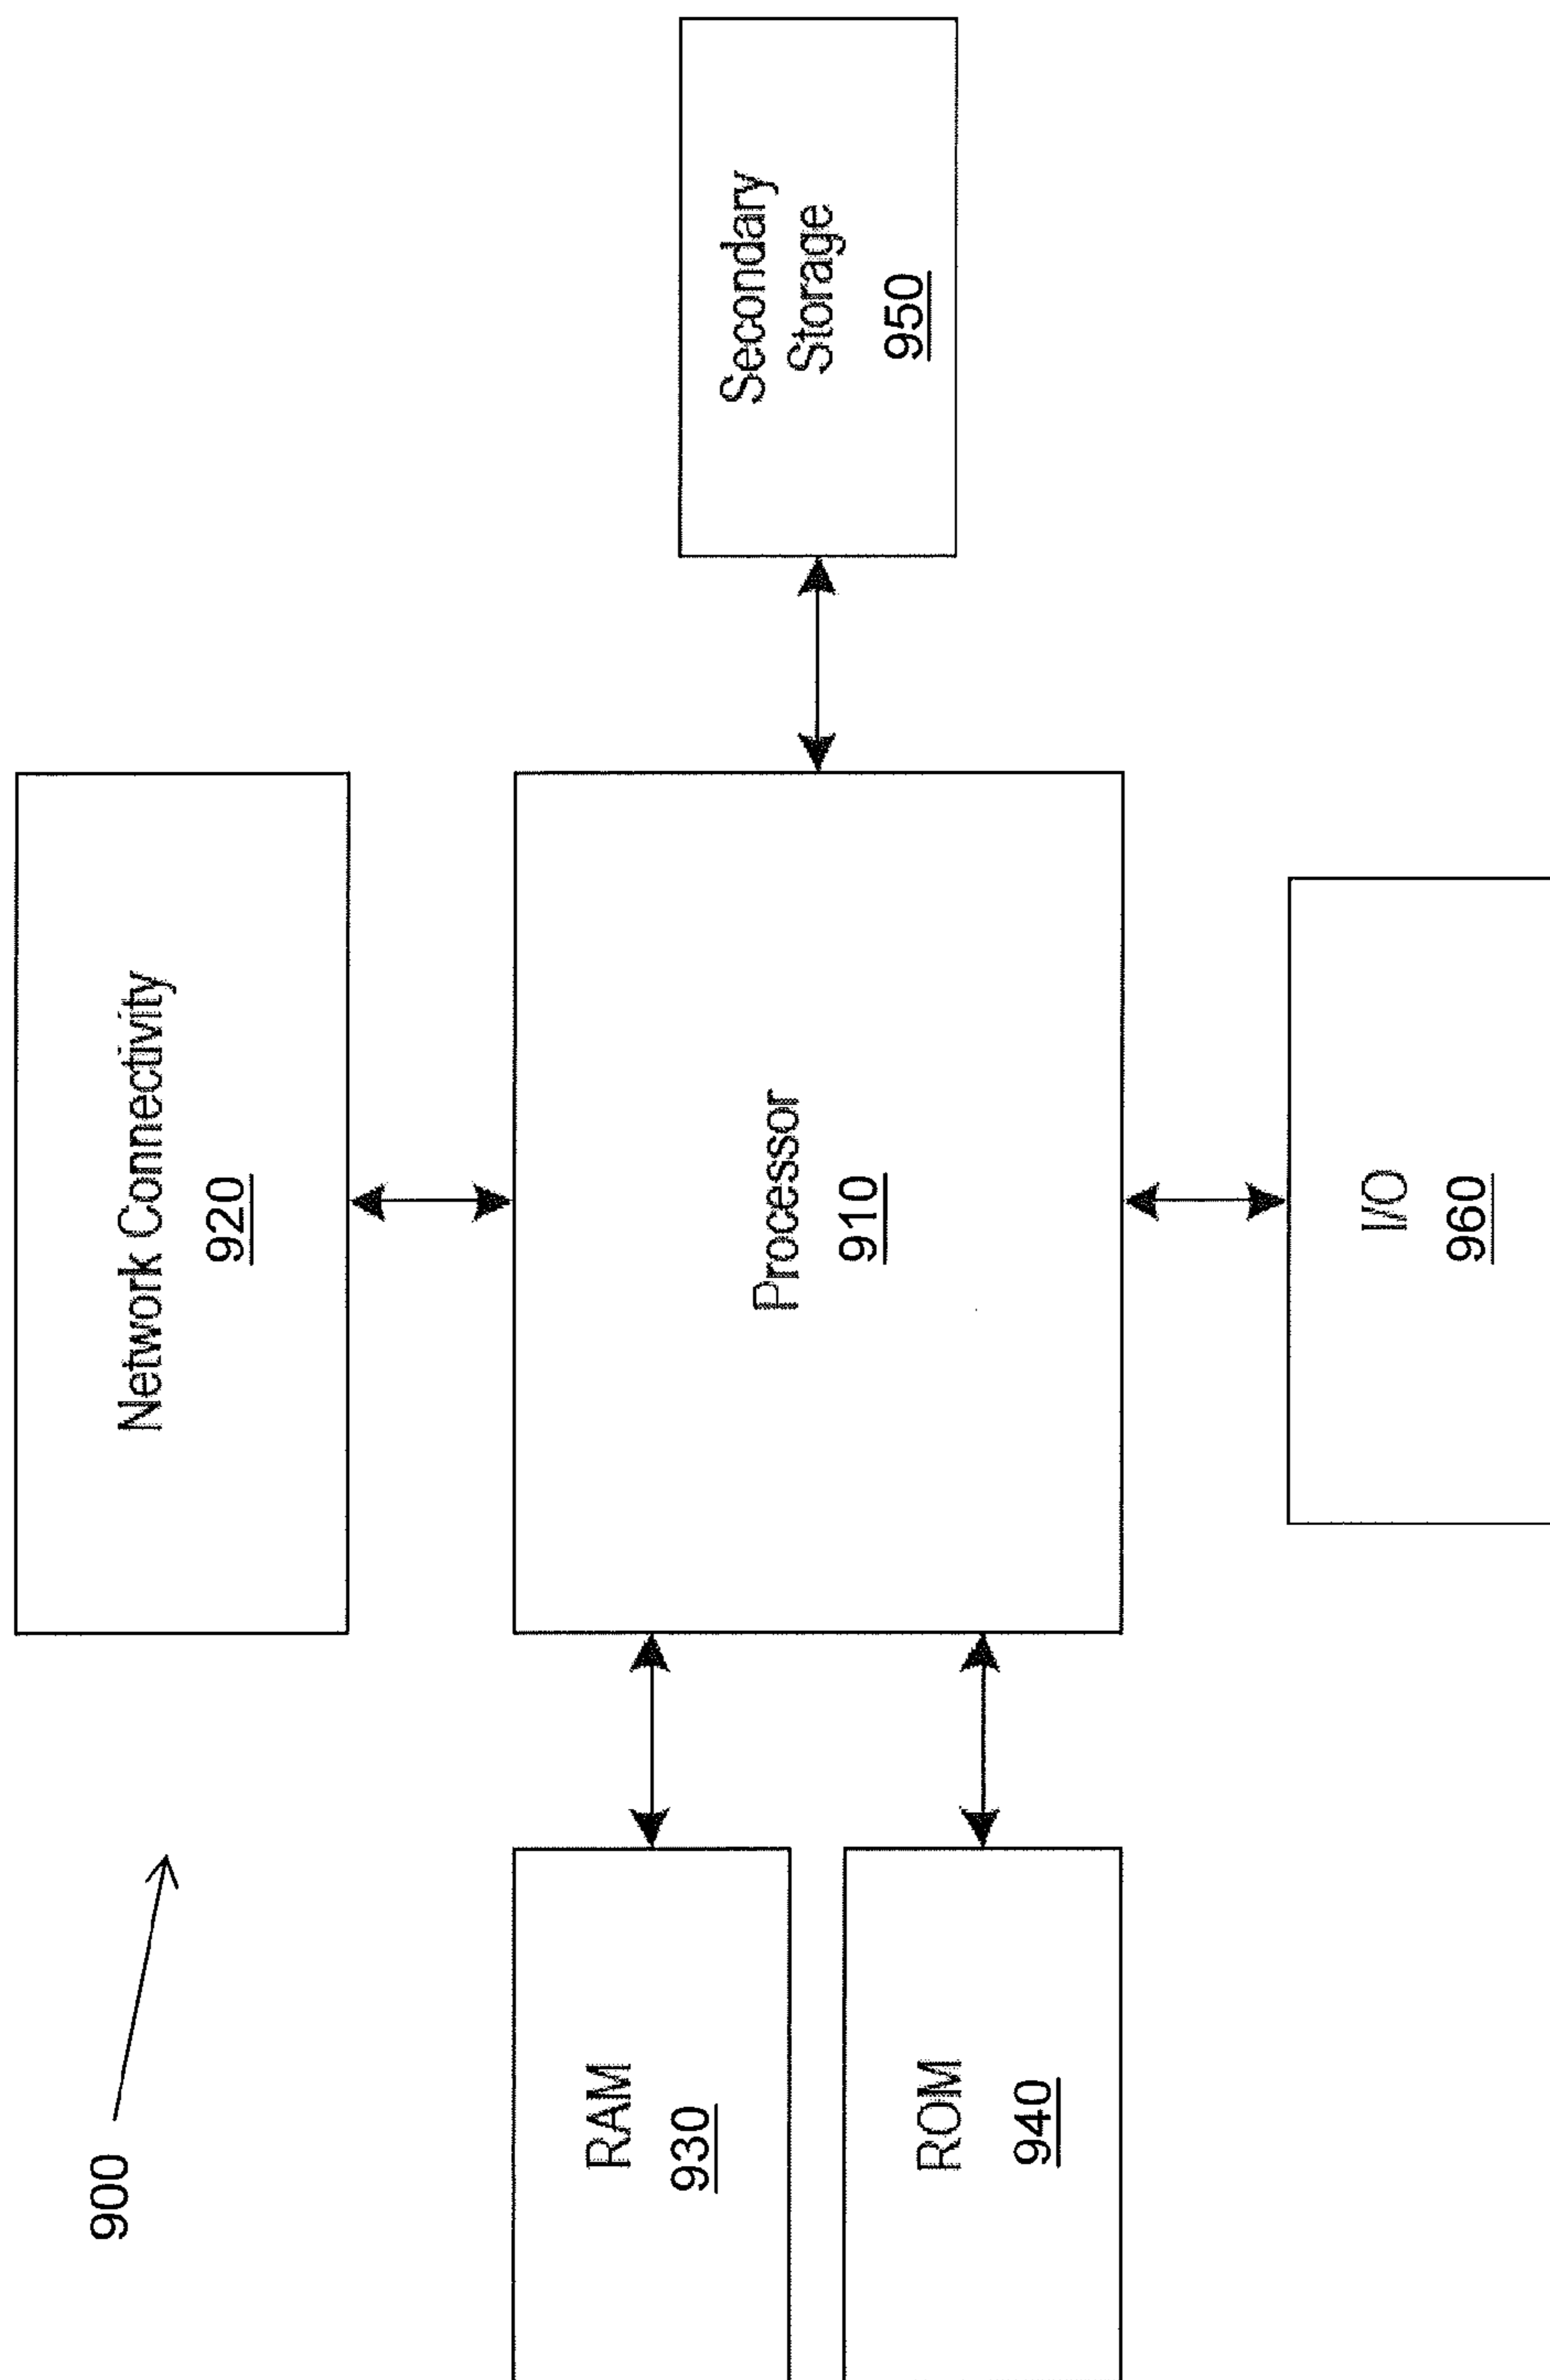 900
Network Connectivity
920
RAM
930
Processor
910
Secondary
Storage
950
ROM
940
I/O
960